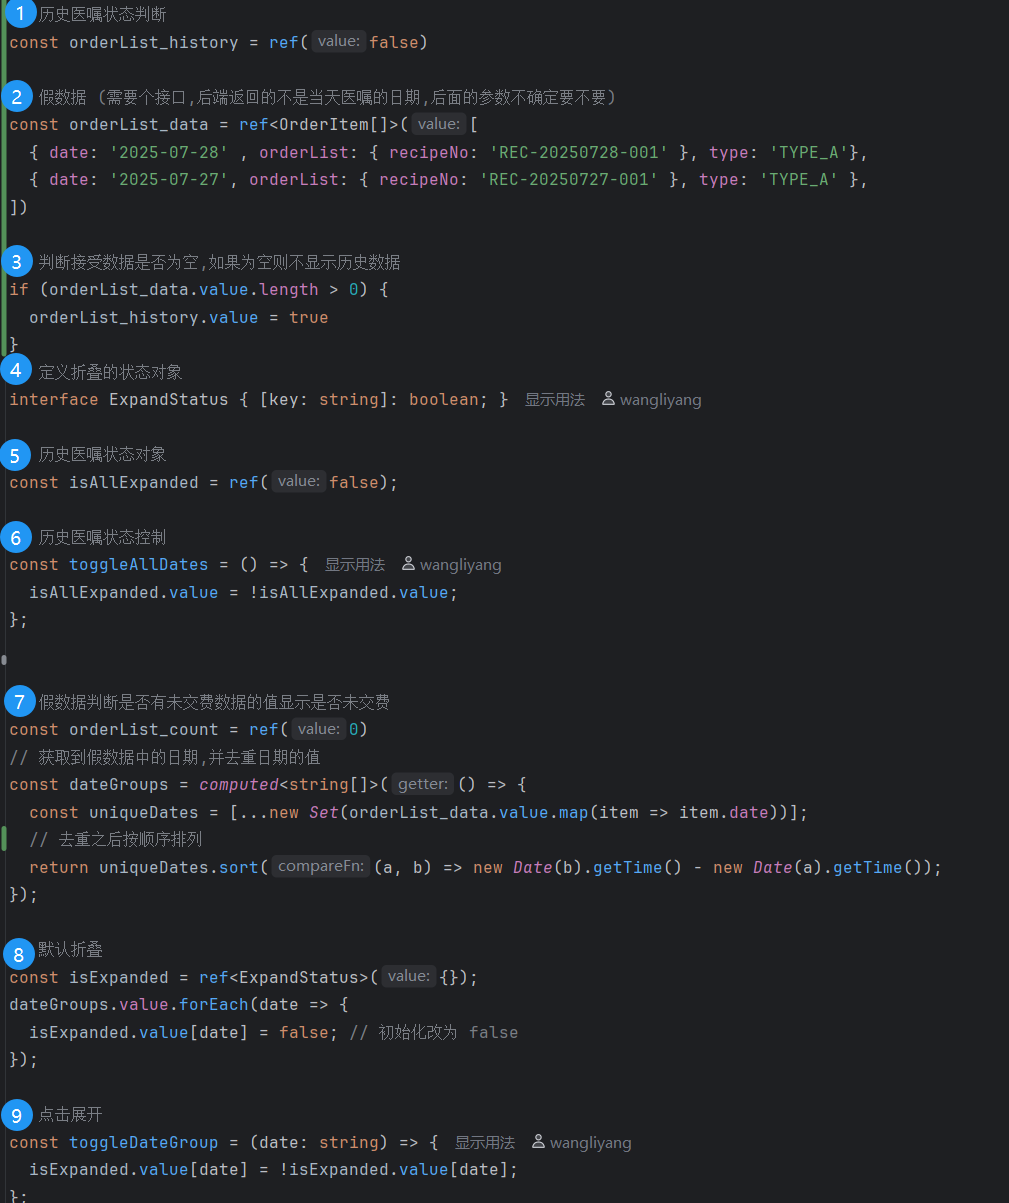 1 历史医嘱状态判断
const orderList_history = ref( value: false)
2 假数据 (需要个接口,后端返回的不是当天医嘱的日期,后面的参数不确定要不要)
const orderList_data = ref<OrderItem[]>( value: [
{ date: '2025-07-28' , orderList: { recipeNo: 'REC-20250728-001' }, type: 'TYPE_A'},
{ date: '2025-07-27', orderList: { recipeNo: 'REC-20250727-001' }, type: 'TYPE_A' },
])
3 判断接受数据是否为空,如果为空则不显示历史数据
if (orderList_data.value.length > 0) {
orderList_history.value = true
}
4 定义折叠的状态对象
interface ExpandStatus { [key: string]: boolean; } 显示用法 wangliyang
5 历史医嘱状态对象
const isAllExpanded = ref( value: false);
6 历史医嘱状态控制
const toggleAllDates = () => { 显示用法 wangliyang
isAllExpanded.value = !isAllExpanded.value;
};
7 假数据判断是否有未交费数据的值显示是否未交费
const orderList_count = ref( value: 0)
// 获取到假数据中的日期,并去重日期的值
const dateGroups = computed<string[]>( getter: () => {
const uniqueDates = [...new Set(orderList_data.value.map(item => item.date))];
// 去重之后按顺序排列
return uniqueDates.sort( compareFn: (a, b) => new Date(b).getTime() - new Date(a).getTime());
});
8 默认折叠
const isExpanded = ref<ExpandStatus>( value: {});
dateGroups.value.forEach(date => {
isExpanded.value[date] = false; // 初始化改为 false
});
9 点击展开
const toggleDateGroup = (date: string) => { 显示用法 wangliyang
isExpanded.value[date] = !isExpanded.value[date];
};